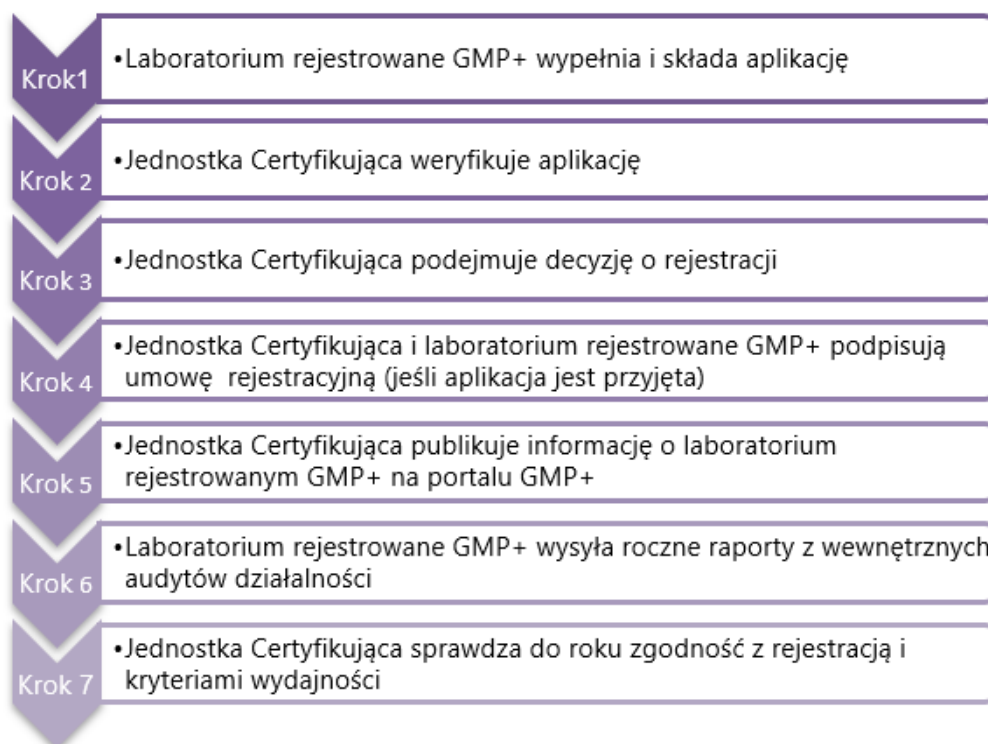 Krok1
•Laboratorium rejestrowane GMP+ wypełnia i składa aplikację
Krok 2
•Jednostka Certyfikująca weryfikuje aplikację
Krok 3
•Jednostka Certyfikująca podejmuje decyzję o rejestracji
Krok 4
•Jednostka Certyfikująca i laboratorium rejestrowane GMP+ podpisują
umowę rejestracyjną (jeśli aplikacja jest przyjęta)
Krok 5
•Jednostka Certyfikująca publikuje informację o laboratorium
rejestrowanym GMP+ na portalu GMP+
Krok 6
•Laboratorium rejestrowane GMP+ wysyła roczne raporty z wewnętrznych
audytów działalności
Krok 7
•Jednostka Certyfikująca sprawdza do roku zgodność z rejestracją i
kryteriami wydajności